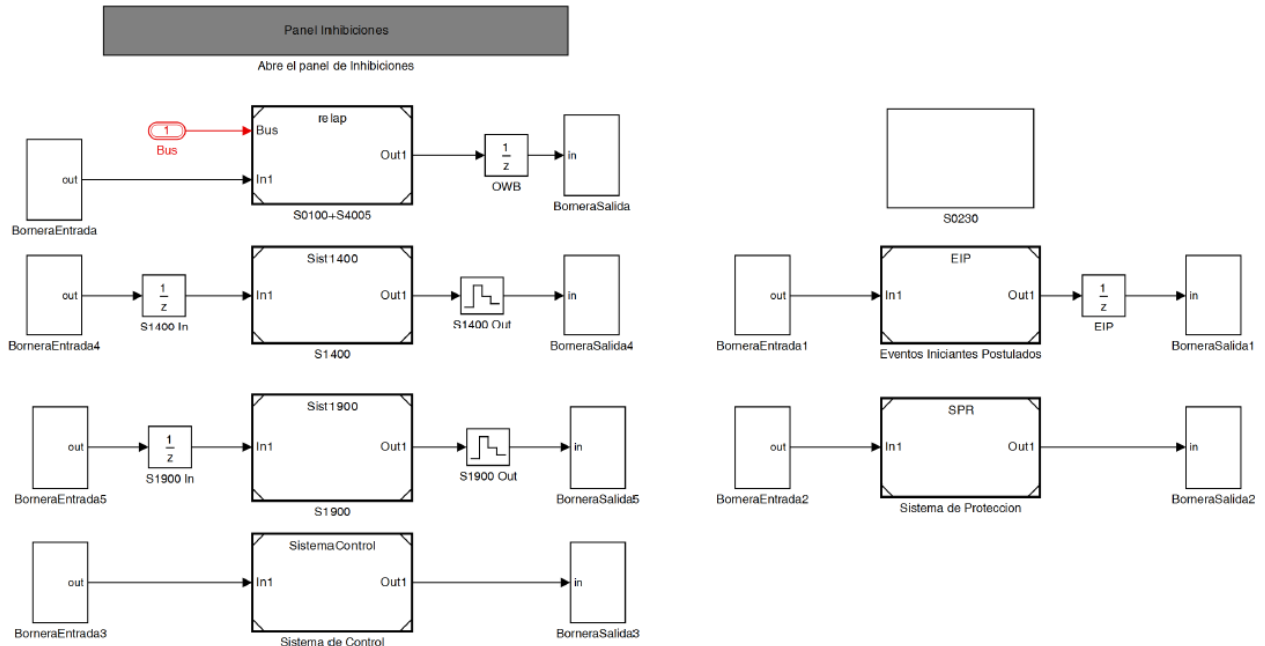 Panel Inhibiciones
Abre el panel de Inhibiciones
relap
1
Bus
Bus
out
In1
Out1
1
z
in
OWB
BorneraEntrada
S0100+S4005
BorneraSalida
S0230
Sist1400
out
1
z
In1
Out1
in
S1400 In
S1400 Out
BorneraEntrada4
S1400
BorneraSalida4
EIP
out
In1
Out1
1
z
in
EIP
BorneraEntrada1
Eventos Iniciantes Postulados
BorneraSalida1
Sist1900
out
1
z
In1
Out1
in
S1900 In
S1900 Out
BorneraEntrada5
S1900
BorneraSalida5
SPR
out
In1
Out1
in
BorneraEntrada2
Sistema de Proteccion
BorneraSalida2
SistemaControl
out
In1
Out1
in
BorneraEntrada3
Sistema de Control
BorneraSalida3